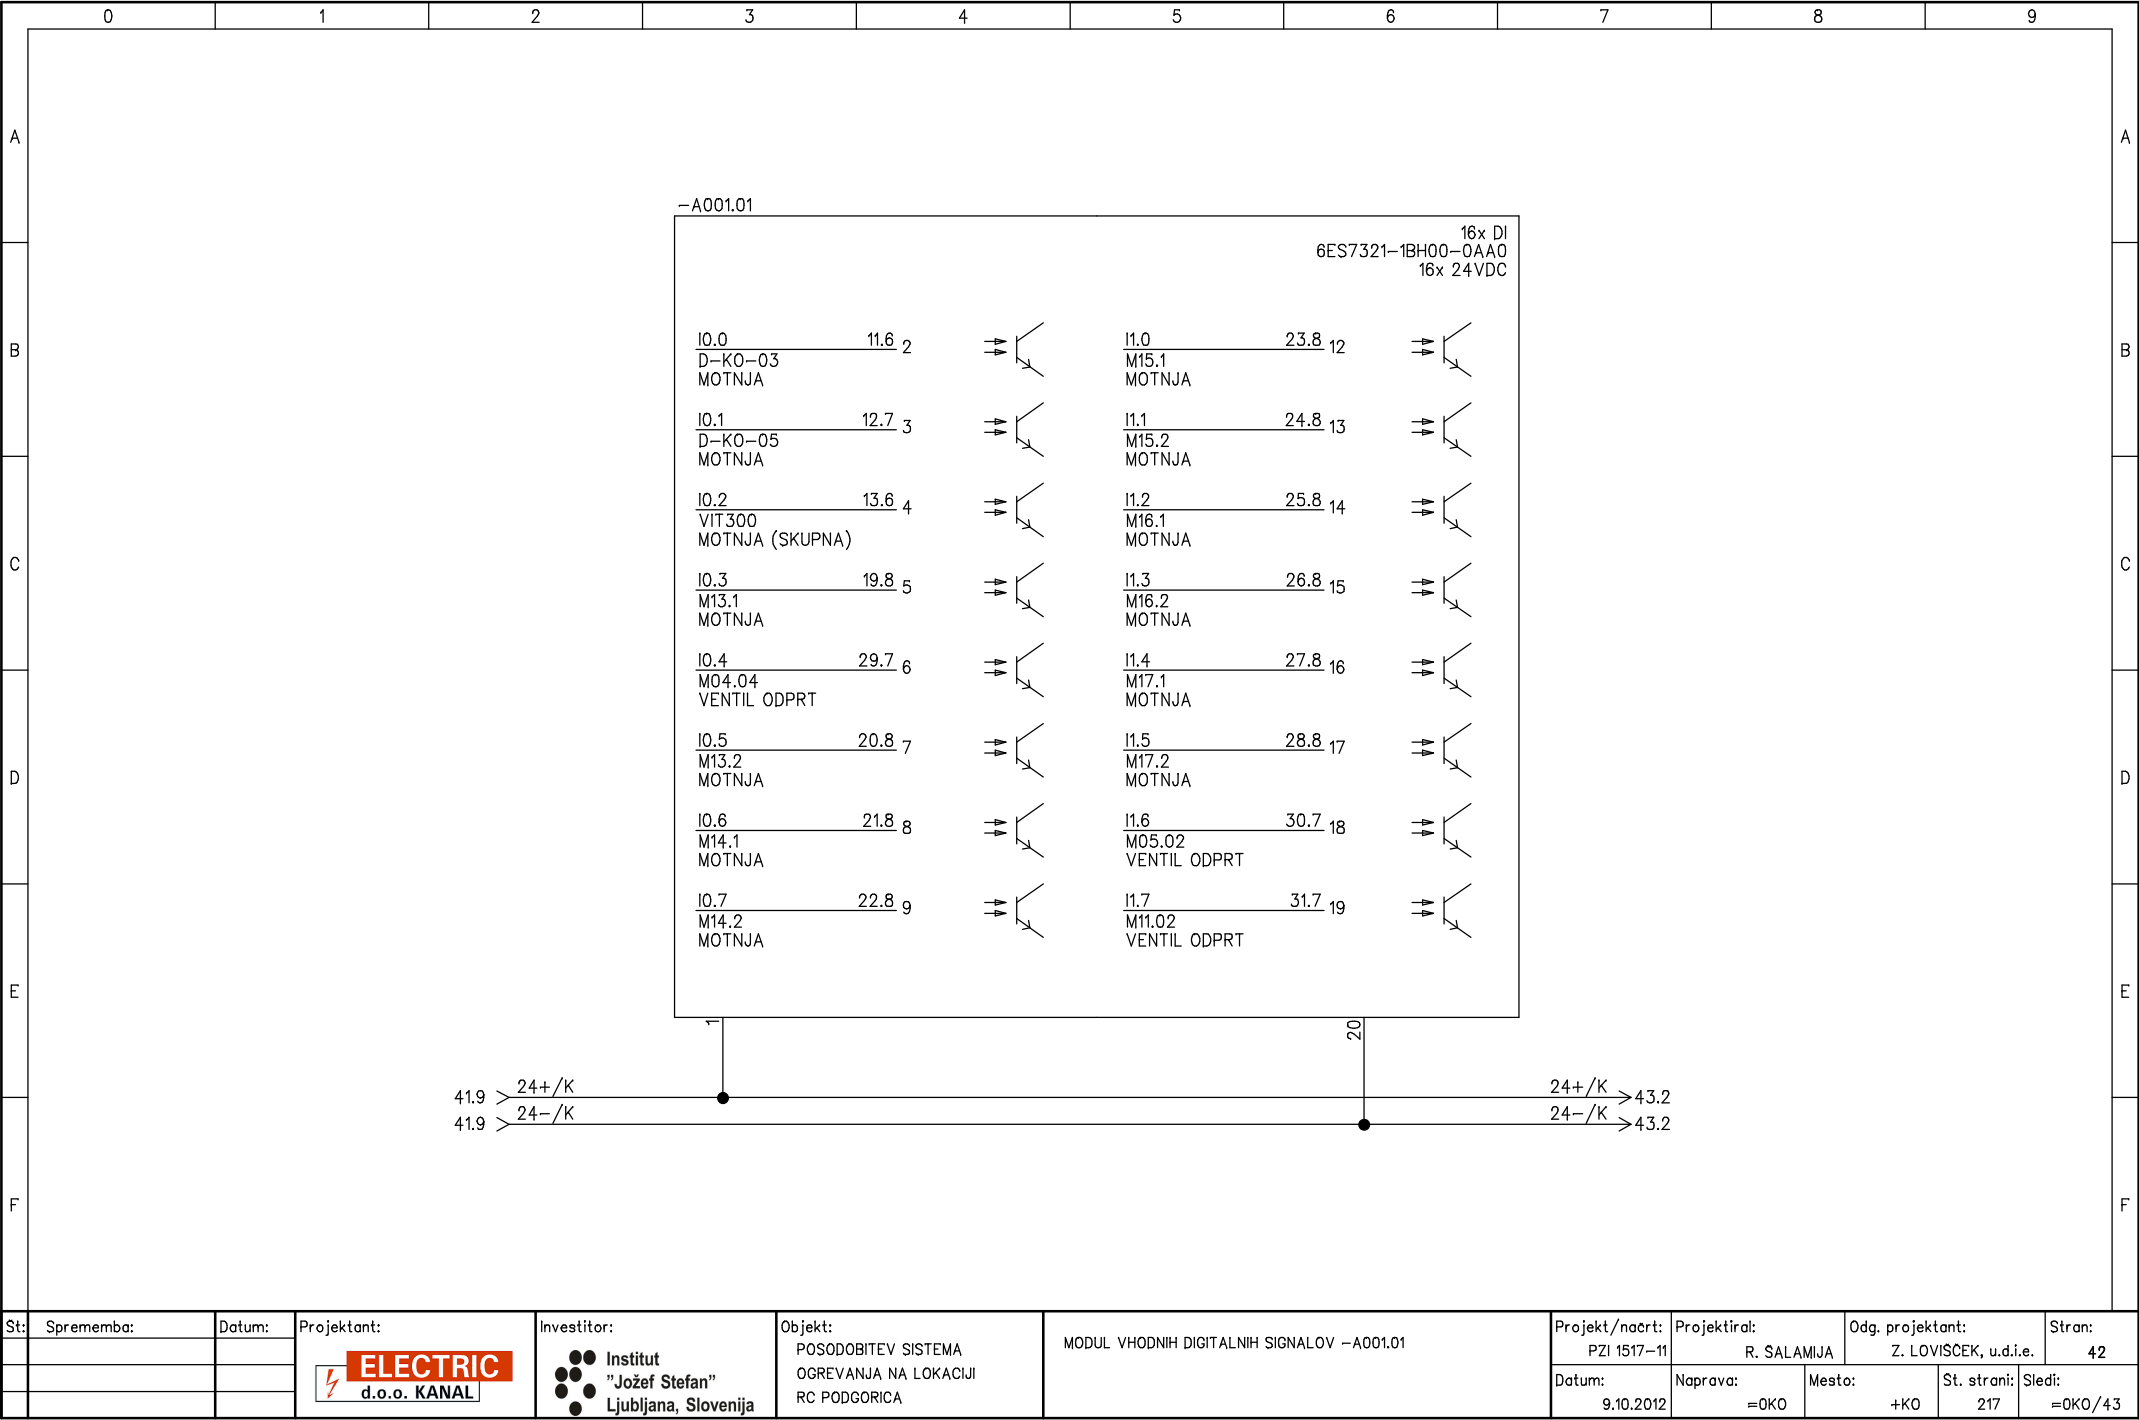 0 1 2 3 4 5 6 7 8 9
A A
B B
C C
D D
E E
F F
-A001.01
16x DI
6ES7321-1BH00-0AA0
16x 24VDC
I0.0 11.6 2
D-KO-03
MOTNJA
I0.1 12.7 3
D-KO-05
MOTNJA
I0.2 13.6 4
VIT300
MOTNJA (SKUPNA)
I0.3 19.8 5
M13.1
MOTNJA
I0.4 29.7 6
M04.04
VENTIL ODPRT
I0.5 20.8 7
M13.2
MOTNJA
I0.6 21.8 8
M14.1
MOTNJA
I0.7 22.8 9
M14.2
MOTNJA
I1.0 23.8 12
M15.1
MOTNJA
I1.1 24.8 13
M15.2
MOTNJA
I1.2 25.8 14
M16.1
MOTNJA
I1.3 26.8 15
M16.2
MOTNJA
I1.4 27.8 16
M17.1
MOTNJA
I1.5 28.8 17
M17.2
MOTNJA
I1.6 30.7 18
M05.02
VENTIL ODPRT
I1.7 31.7 19
M11.02
VENTIL ODPRT
1 20
41.9 24+/K 24+/K 43.2
41.9 24-/K 24-/K 43.2
St: Sprememba: Datum:
Projektant:
ELECTRIC
d.o.o. KANAL
Investitor:
Institut
"Jožef Stefan"
Ljubljana, Slovenija
Objekt:
POSODOBITEV SISTEMA
OGREVANJA NA LOKACIJI
RC PODGORICA
MODUL VHODNIH DIGITALNIH SIGNALOV -A001.01
Projekt/načrt:
PZI 1517-11
Projektiral:
R. SALAMIJA
Odg. projektant:
Z. LOVIŠČEK, u.d.i.e.
Stran:
42
Datum:
9.10.2012
Naprava:
=0KO
Mesto:
+KO
St. strani:
217
Sledi:
=0KO/43